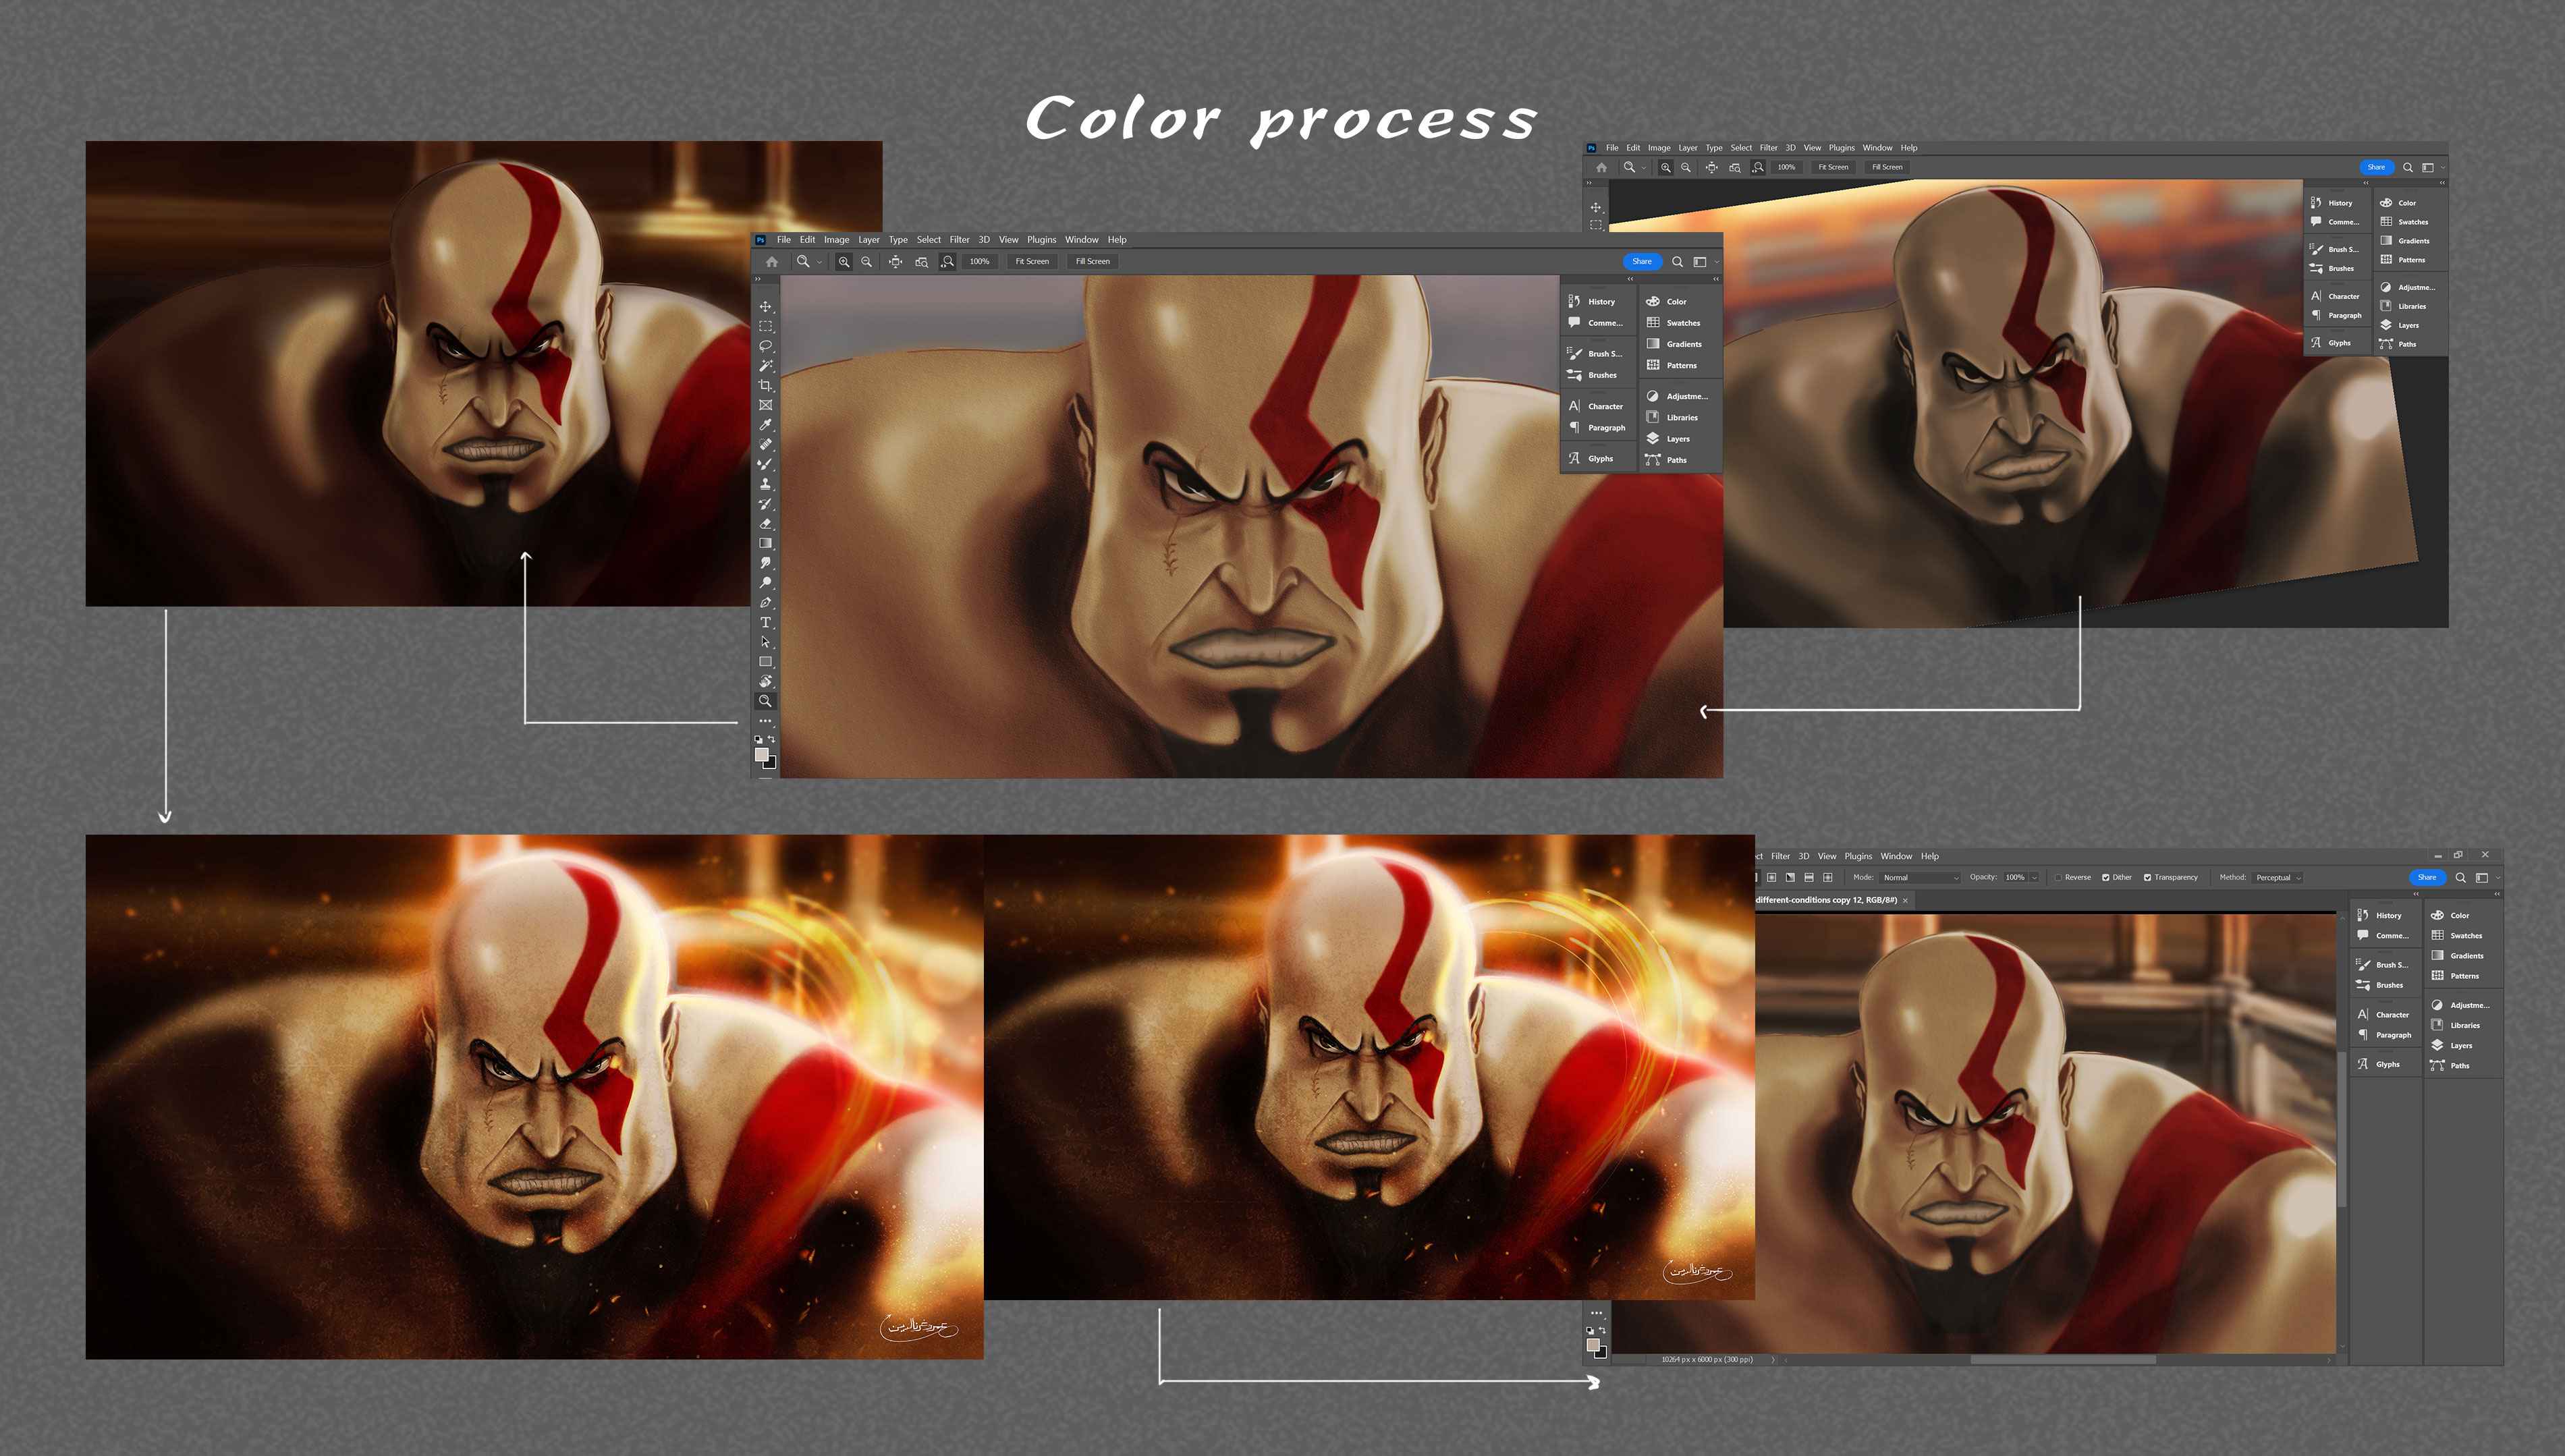 Color process
File Edit Image Layer Type Select Filter 3D View Plugins Window Help
100% Fit Screen Fill Screen Share
History Color
Comme... Swatches
Gradients
Brush S... Patterns
Brushes
Adjustme...
Character Libraries
Paragraph Layers
Glyphs Paths
Ps File Edit Image Layer Type Select Filter 3D View Plugins Window Help
100% Fit Screen Fill Screen Share
History Color
Comme... Swatches
Brush S... Gradients
Brushes Patterns
Character Adjustme...
Paragraph Libraries
Glyphs Layers
Paths
ct Filter 3D View Plugins Window Help
Mode: Normal Opacity: 100% Reverse Dither Transparency Method: Perceptual Share
different-conditions copy 12, RGB/8#)
History Color
Comme... Swatches
Brush S... Gradients
Brushes Patterns
Character Adjustme...
Paragraph Libraries
Glyphs Layers
Paths
10264 px x 6000 px (300 ppi)